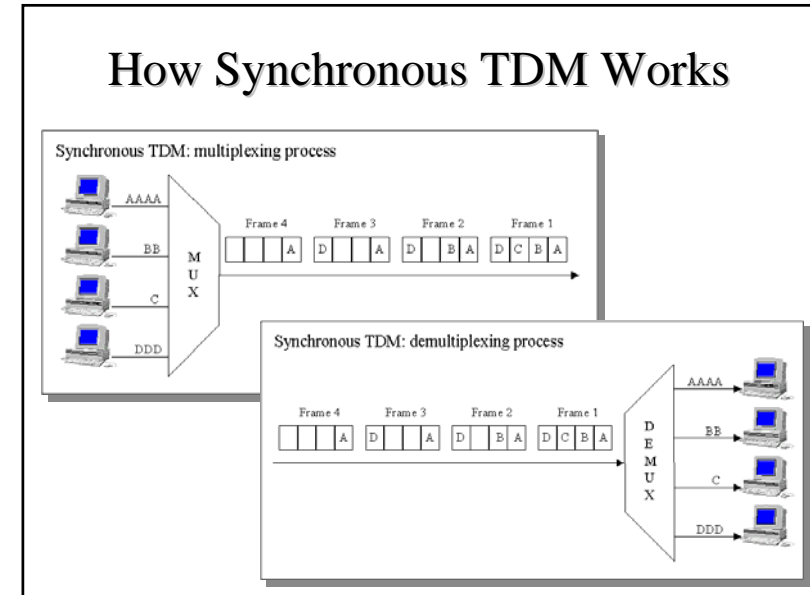 How Synchronous TDM Works
Synchronous TDM: multiplexing process
AAAA
BB
C
DDD
M
U
X
Frame 4 Frame 3 Frame 2 Frame 1
A D A D B A D C B A
Synchronous TDM: demultiplexing process
Frame 4 Frame 3 Frame 2 Frame 1
A D A D B A D C B A
D
E
M
U
X
AAAA
BB
C
DDD